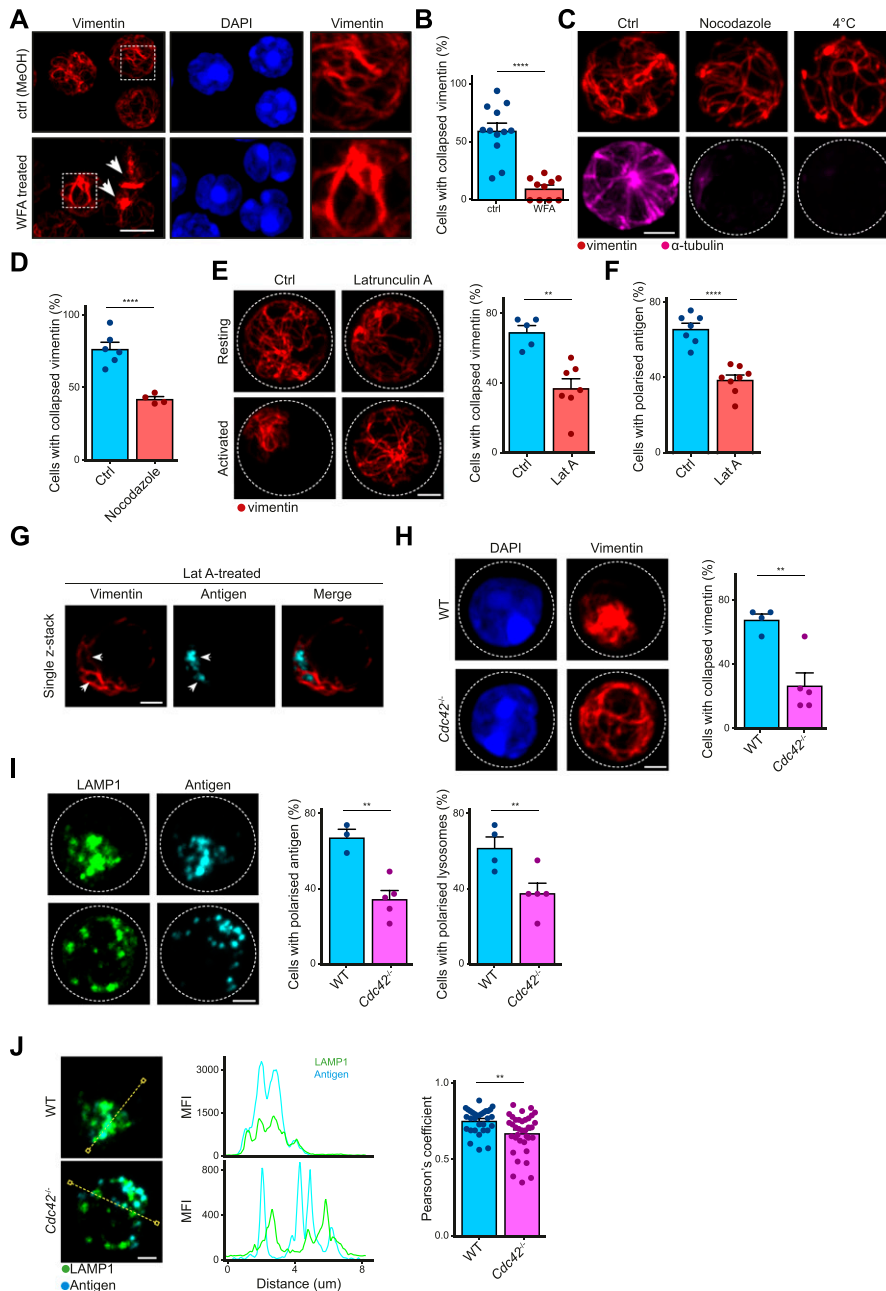 A
Vimentin
DAPI
Vimentin
ctrl (MeOH)
WFA treated
B
Cells with collapsed vimentin (%)
100
50
0
****
ctrl
WFA
C
Ctrl
Nocodazole
4°C
vimentin
α-tubulin
D
Cells with collapsed vimentin (%)
100
50
0
****
Ctrl
Nocodazole
E
Ctrl
Latrunculin A
Resting
Activated
vimentin
Cells with collapsed vimentin (%)
80
40
0
**
Ctrl
Lat A
F
Cells with polarised antigen (%)
80
40
0
****
Ctrl
Lat A
G
Lat A-treated
Vimentin
Antigen
Merge
Single z-stack
H
DAPI
Vimentin
WT
Cdc42-/-
Cells with collapsed vimentin (%)
80
40
0
**
WT
Cdc42-/-
I
LAMP1
Antigen
Cells with polarised antigen (%)
80
40
0
**
WT
Cdc42-/-
Cells with polarised lysosomes (%)
80
40
0
**
WT
Cdc42-/-
J
WT
Cdc42-/-
LAMP1
Antigen
MFI
3000
1500
0
LAMP1
Antigen
MFI
800
400
0
0
4
8
Distance (um)
Pearson's coefficient
1.0
0.5
0.0
**
WT
Cdc42-/-